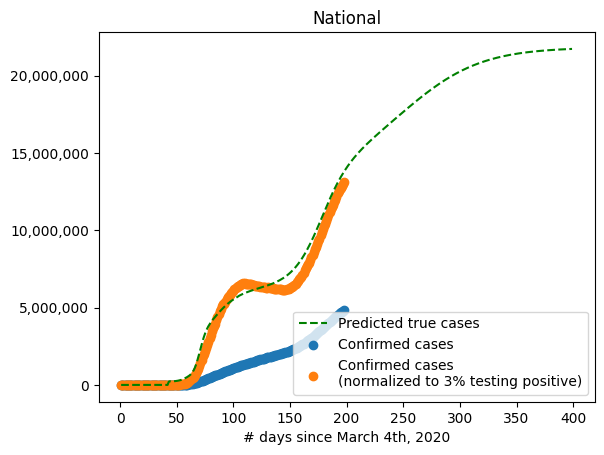 National
20,000,000
15,000,000
10,000,000
5,000,000
0
Predicted true cases
Confirmed cases
Confirmed cases
(normalized to 3% testing positive)
0 50 100 150 200 250 300 350 400
# days since March 4th, 2020